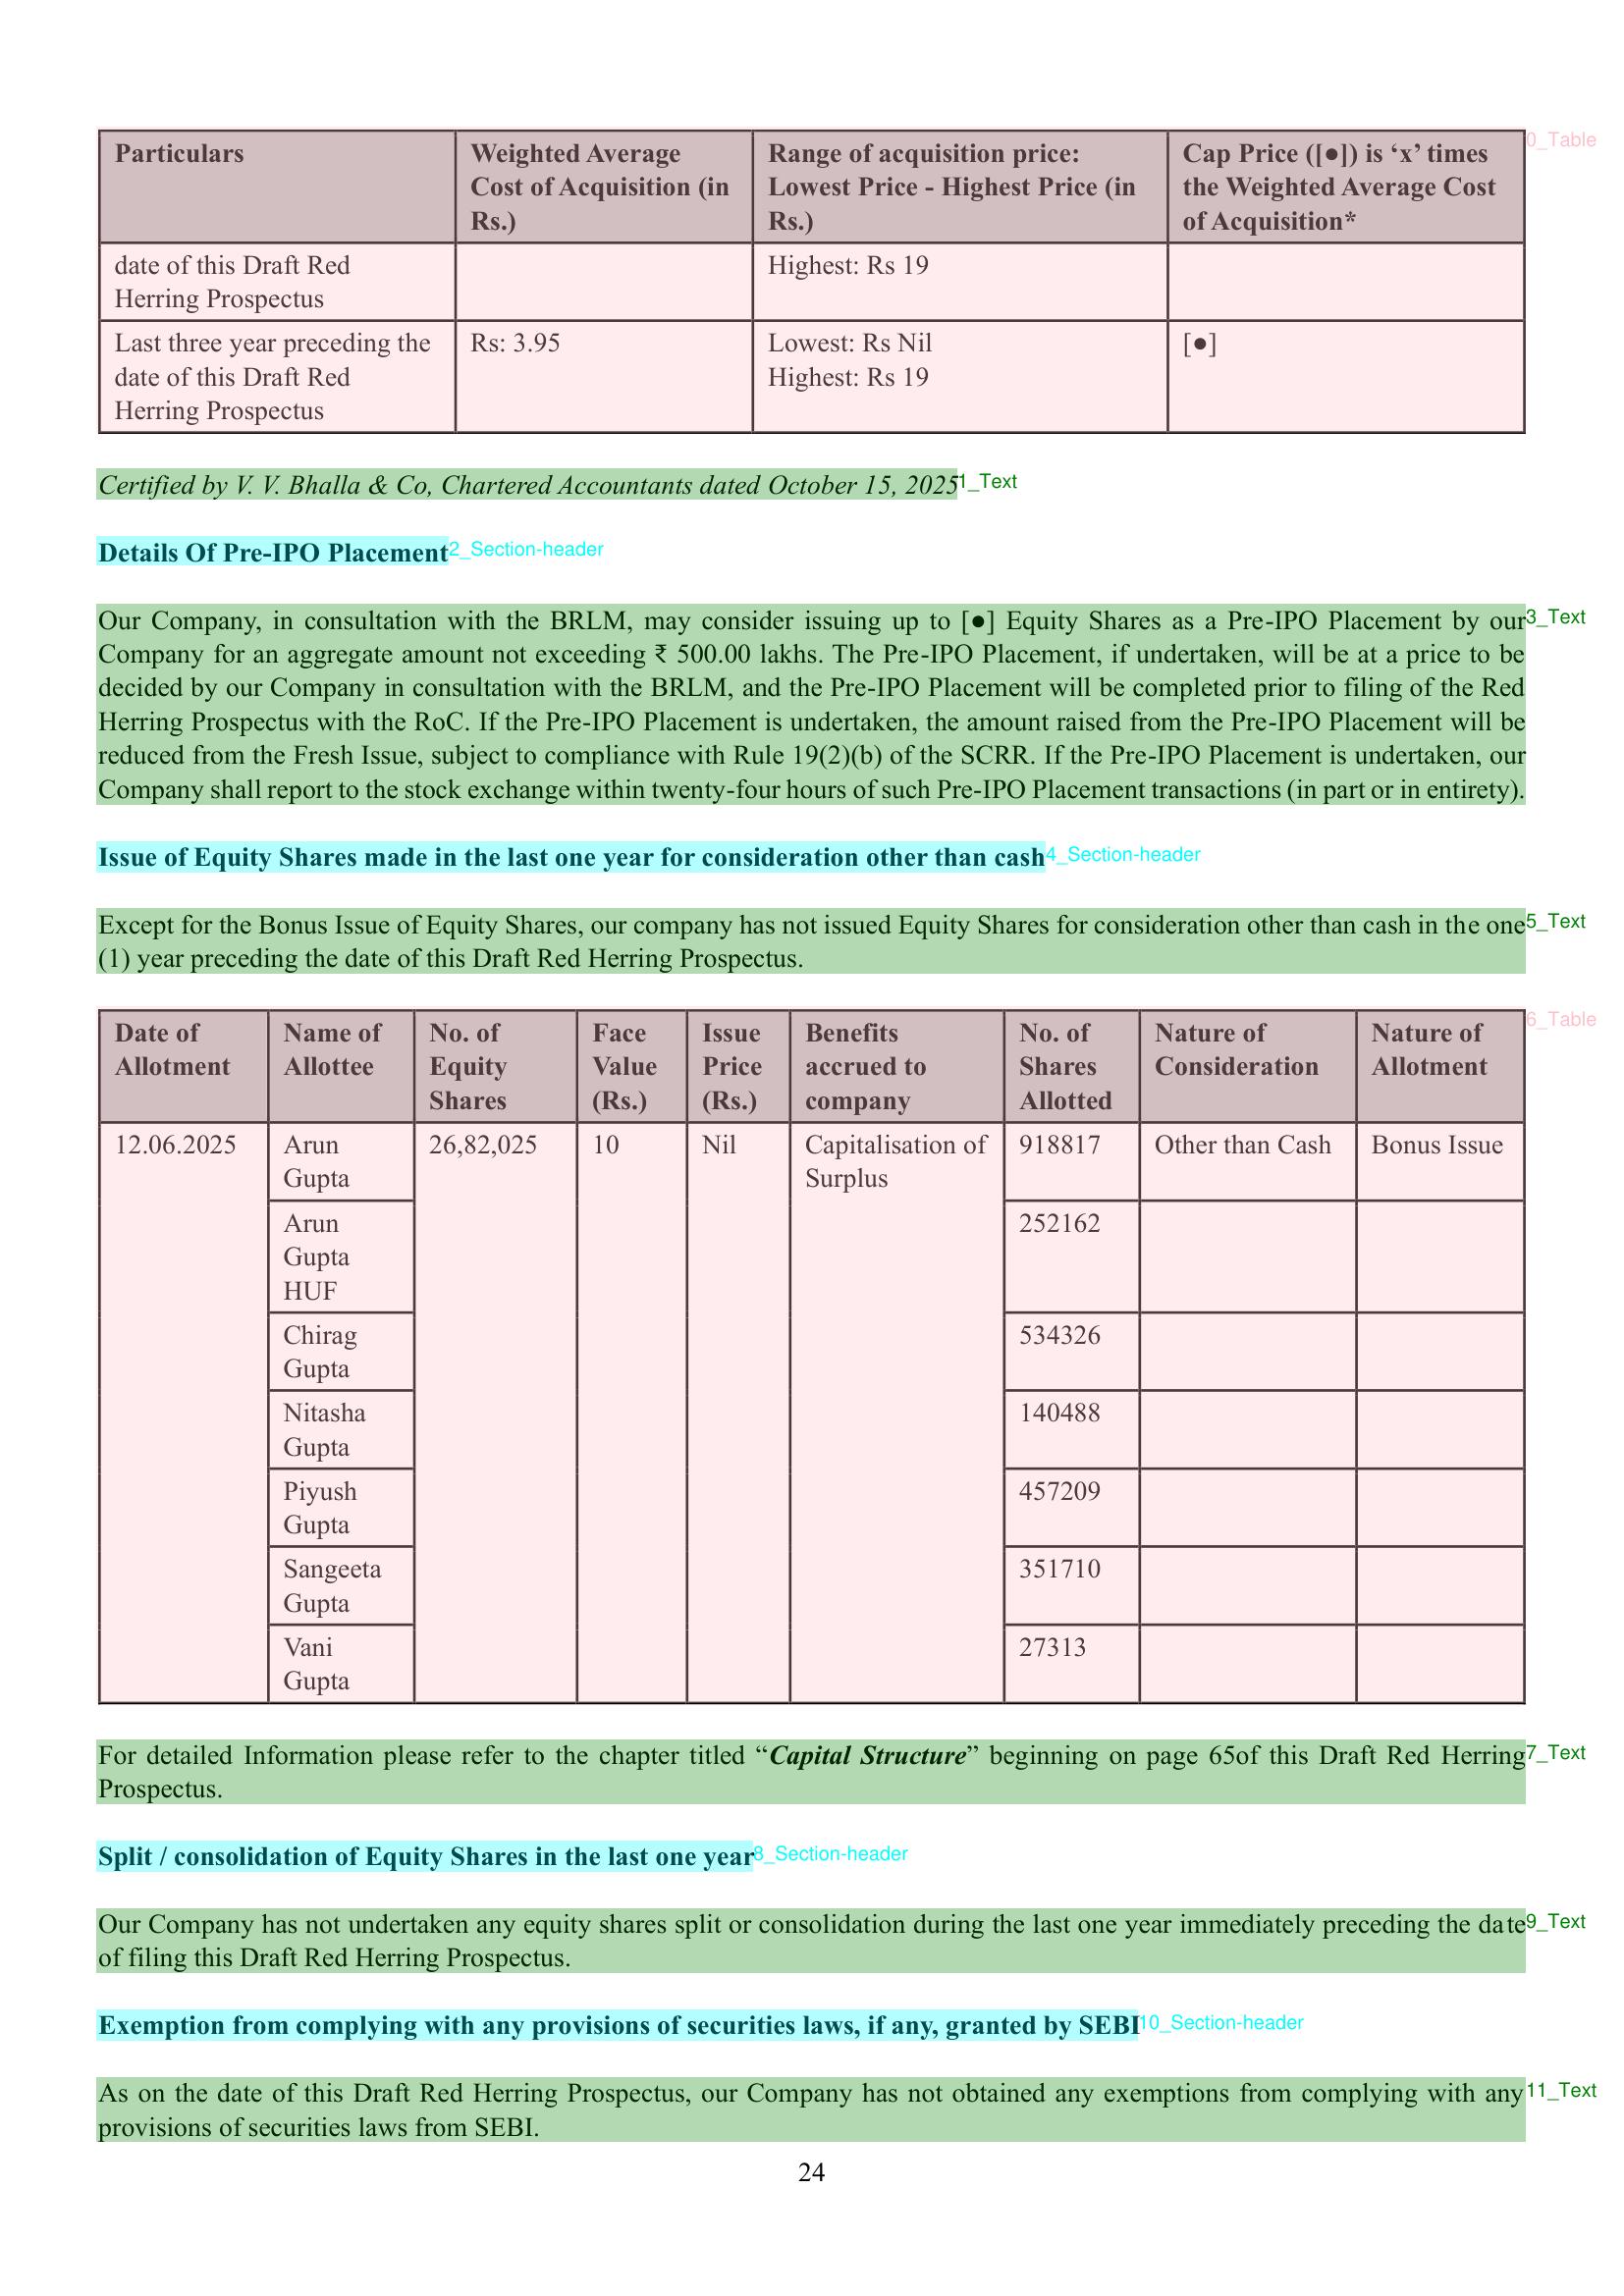 Particulars
Weighted Average
Cost of Acquisition (in
Rs.)
Range of acquisition price:
Lowest Price - Highest Price (in
Rs.)
Cap Price ([●]) is ‘x’ times
the Weighted Average Cost
of Acquisition*
0_Table
date of this Draft Red
Herring Prospectus
Highest: Rs 19
Last three year preceding the
date of this Draft Red
Herring Prospectus
Rs: 3.95
Lowest: Rs Nil
Highest: Rs 19
[●]
Certified by V. V. Bhalla & Co, Chartered Accountants dated October 15, 2025 1_Text
Details Of Pre-IPO Placement 2_Section-header
Our Company, in consultation with the BRLM, may consider issuing up to [●] Equity Shares as a Pre-IPO Placement by our 3_Text
Company for an aggregate amount not exceeding ₹ 500.00 lakhs. The Pre-IPO Placement, if undertaken, will be at a price to be
decided by our Company in consultation with the BRLM, and the Pre-IPO Placement will be completed prior to filing of the Red
Herring Prospectus with the RoC. If the Pre-IPO Placement is undertaken, the amount raised from the Pre-IPO Placement will be
reduced from the Fresh Issue, subject to compliance with Rule 19(2)(b) of the SCRR. If the Pre-IPO Placement is undertaken, our
Company shall report to the stock exchange within twenty-four hours of such Pre-IPO Placement transactions (in part or in entirety).
Issue of Equity Shares made in the last one year for consideration other than cash 4_Section-header
Except for the Bonus Issue of Equity Shares, our company has not issued Equity Shares for consideration other than cash in the one 5_Text
(1) year preceding the date of this Draft Red Herring Prospectus.
Date of
Allotment
Name of
Allottee
No. of
Equity
Shares
Face
Value
(Rs.)
Issue
Price
(Rs.)
Benefits
accrued to
company
No. of
Shares
Allotted
Nature of
Consideration
Nature of
Allotment
6_Table
12.06.2025
Arun
Gupta
26,82,025
10
Nil
Capitalisation of
Surplus
918817
Other than Cash
Bonus Issue
Arun
Gupta
HUF
252162
Chirag
Gupta
534326
Nitasha
Gupta
140488
Piyush
Gupta
457209
Sangeeta
Gupta
351710
Vani
Gupta
27313
For detailed Information please refer to the chapter titled “Capital Structure” beginning on page 65of this Draft Red Herring 7_Text
Prospectus.
Split / consolidation of Equity Shares in the last one year 8_Section-header
Our Company has not undertaken any equity shares split or consolidation during the last one year immediately preceding the date 9_Text
of filing this Draft Red Herring Prospectus.
Exemption from complying with any provisions of securities laws, if any, granted by SEBI 10_Section-header
As on the date of this Draft Red Herring Prospectus, our Company has not obtained any exemptions from complying with any 11_Text
provisions of securities laws from SEBI.
24